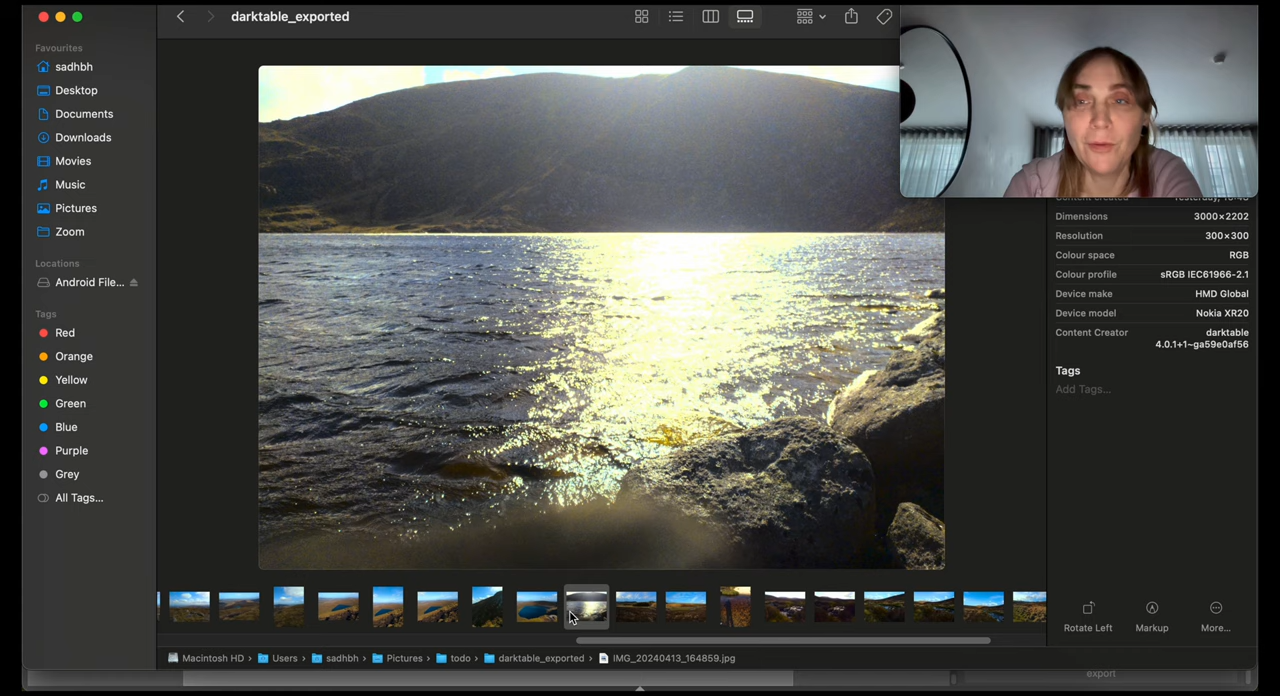 darktable_exported
Favourites
sadhbh
Desktop
Documents
Downloads
Movies
Music
Pictures
Zoom
Locations
Android File...
Tags
Red
Orange
Yellow
Green
Blue
Purple
Grey
All Tags...
Content created Yesterday, 
Dimensions 3000×2202
Resolution 300×300
Colour space RGB
Colour profile sRGB IEC61966-2.1
Device make HMD Global
Device model Nokia XR20
Content Creator darktable
4.0.1+1~ga59e0af56
Tags
Add Tags...
Rotate Left Markup More...
Macintosh HD › Users › sadhbh › Pictures › todo › darktable_exported › IMG_20240413_164859.jpg
export